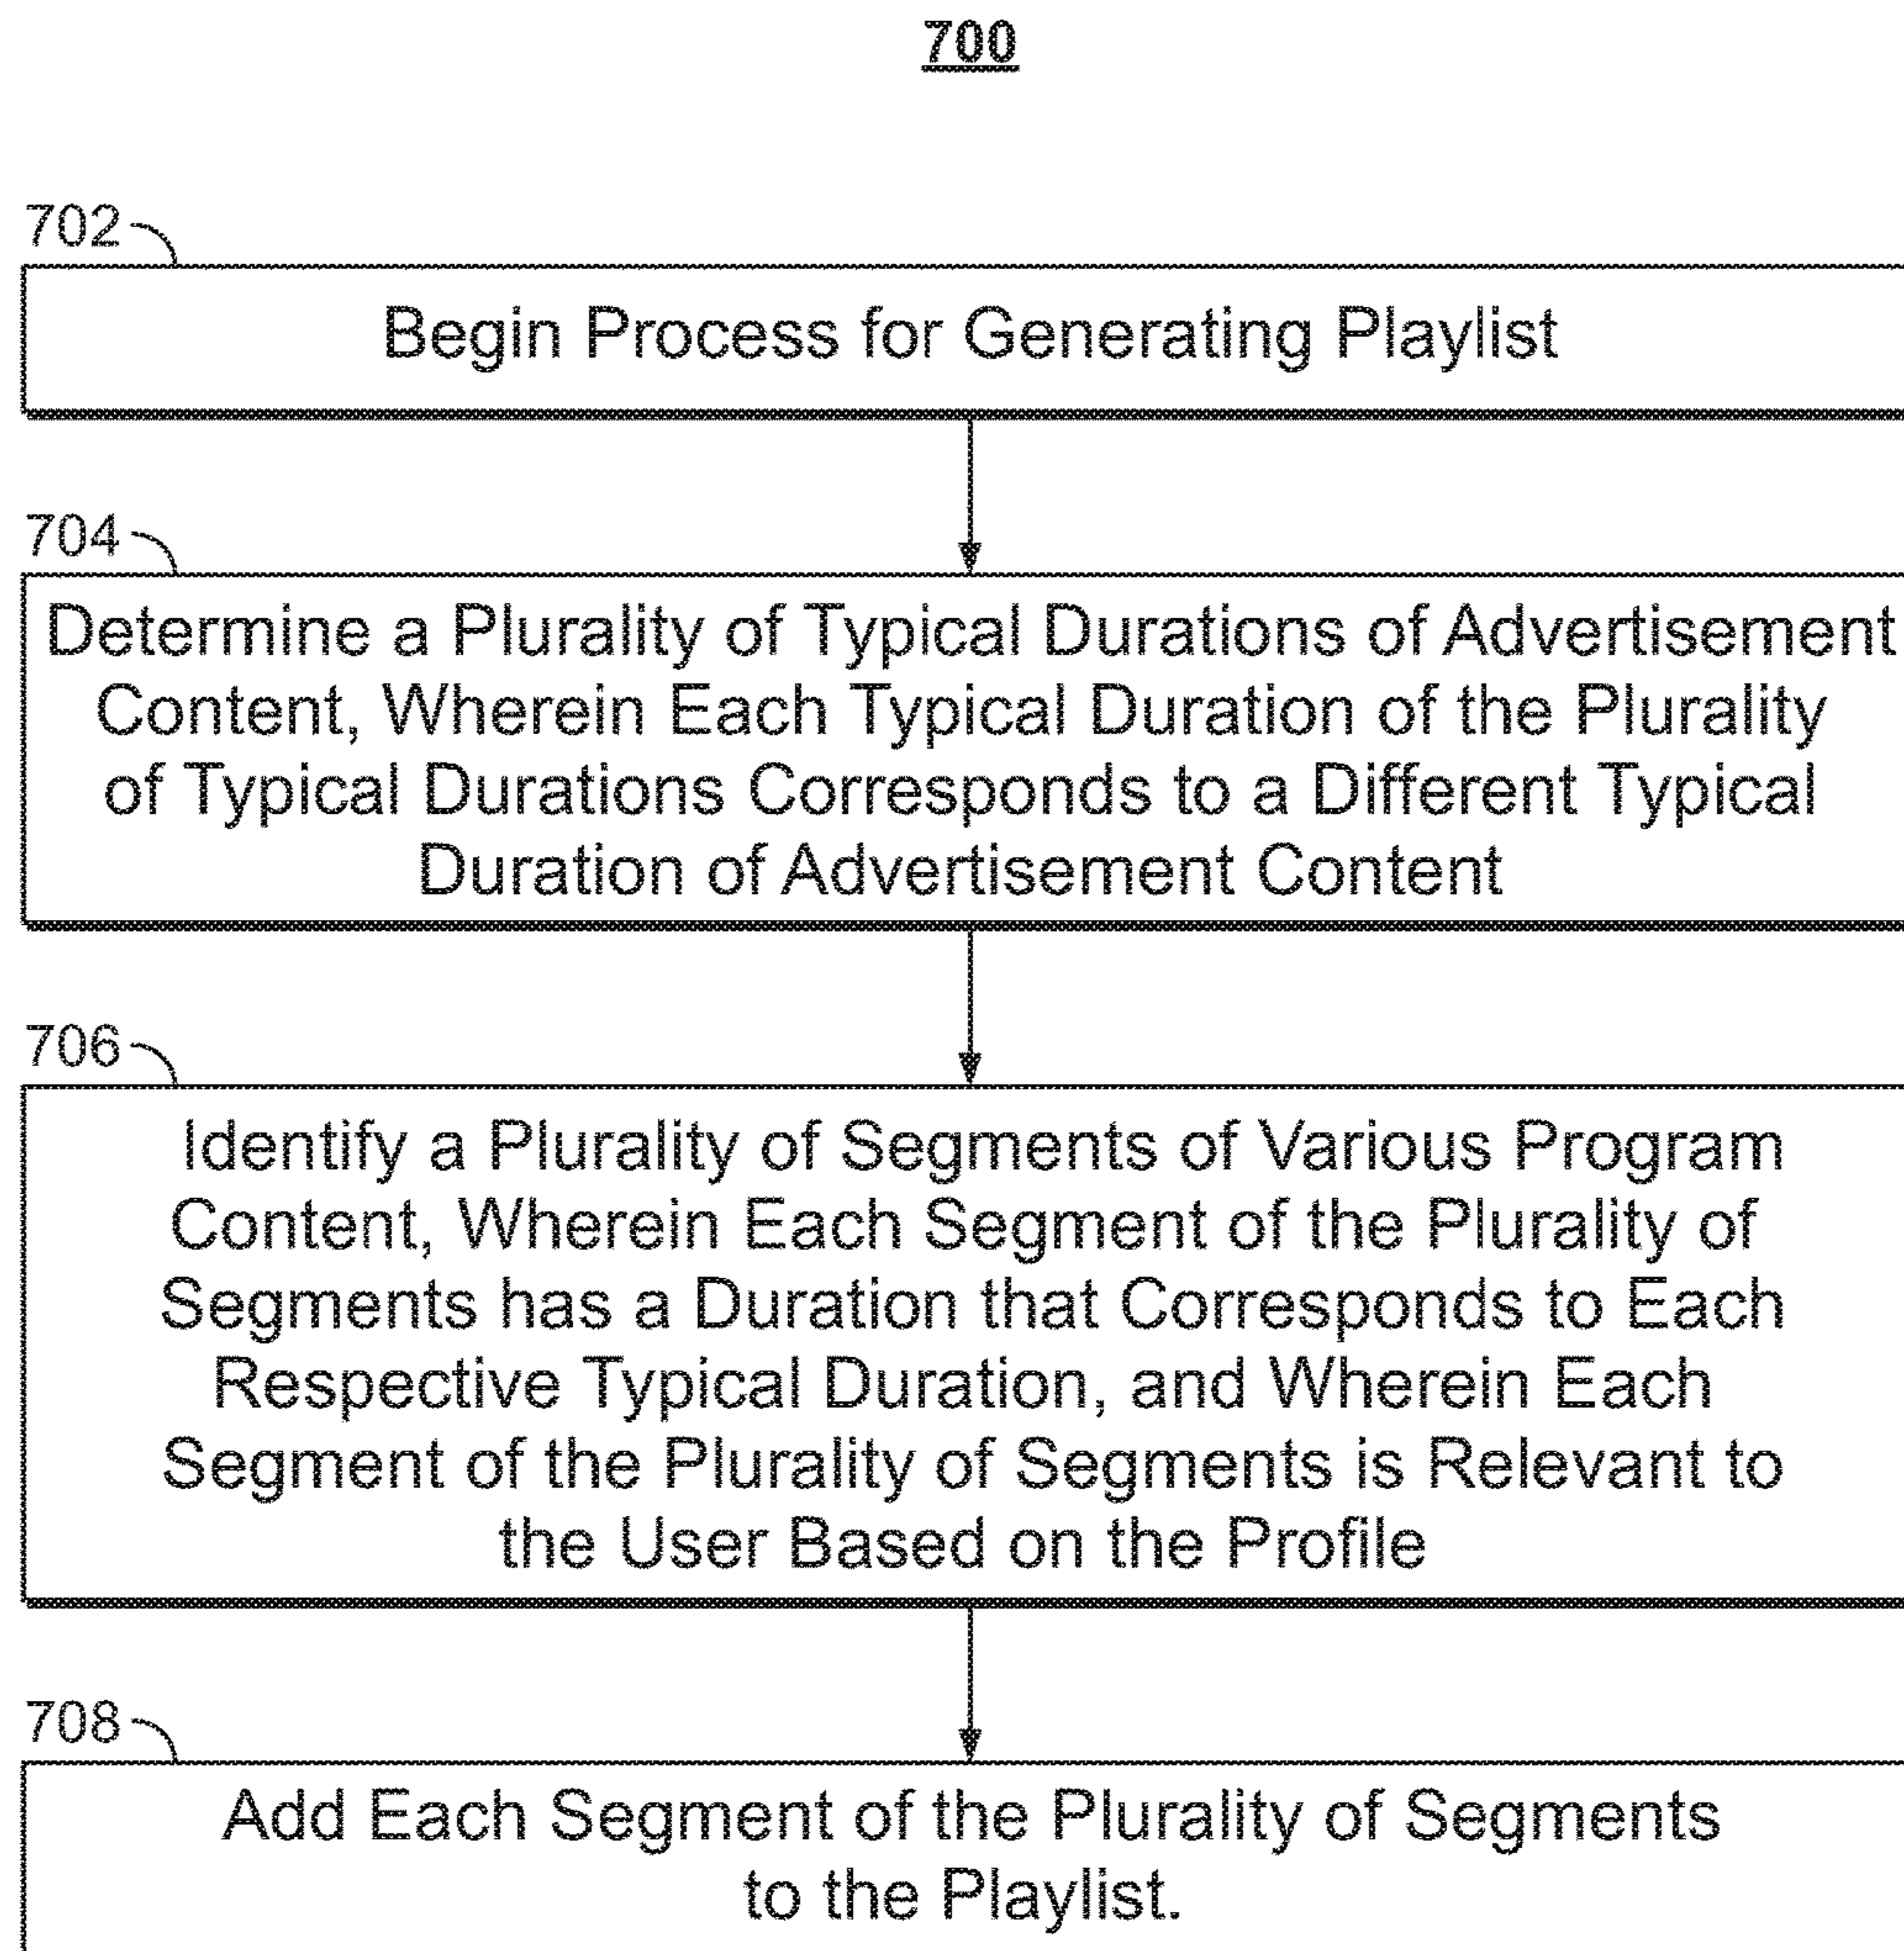 700
702
Begin Process for Generating Playlist
704
Determine a Plurality of Typical Durations of Advertisement
Content, Wherein Each Typical Duration of the Plurality
of Typical Durations Corresponds to a Different Typical
Duration of Advertisement Content
706
Identify a Plurality of Segments of Various Program
Content, Wherein Each Segment of the Plurality of
Segments has a Duration that Corresponds to Each
Respective Typical Duration, and Wherein Each
Segment of the Plurality of Segments is Relevant to
the User Based on the Profile
708
Add Each Segment of the Plurality of Segments
to the Playlist.